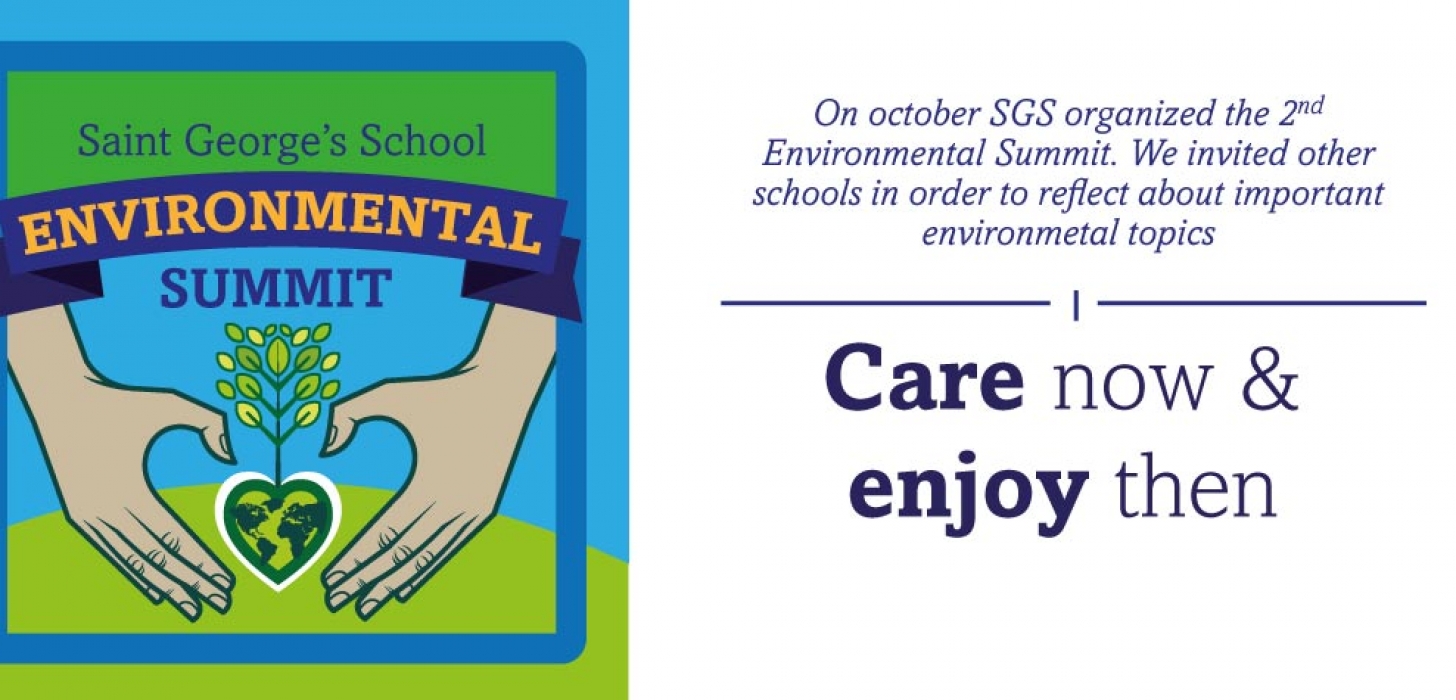 Saint George's School
ENVIRONMENTAL
SUMMIT
On october SGS organized the 2nd
Environmental Summit. We invited other
schools in order to reflect about important
environmetal topics
Care now &
enjoy then